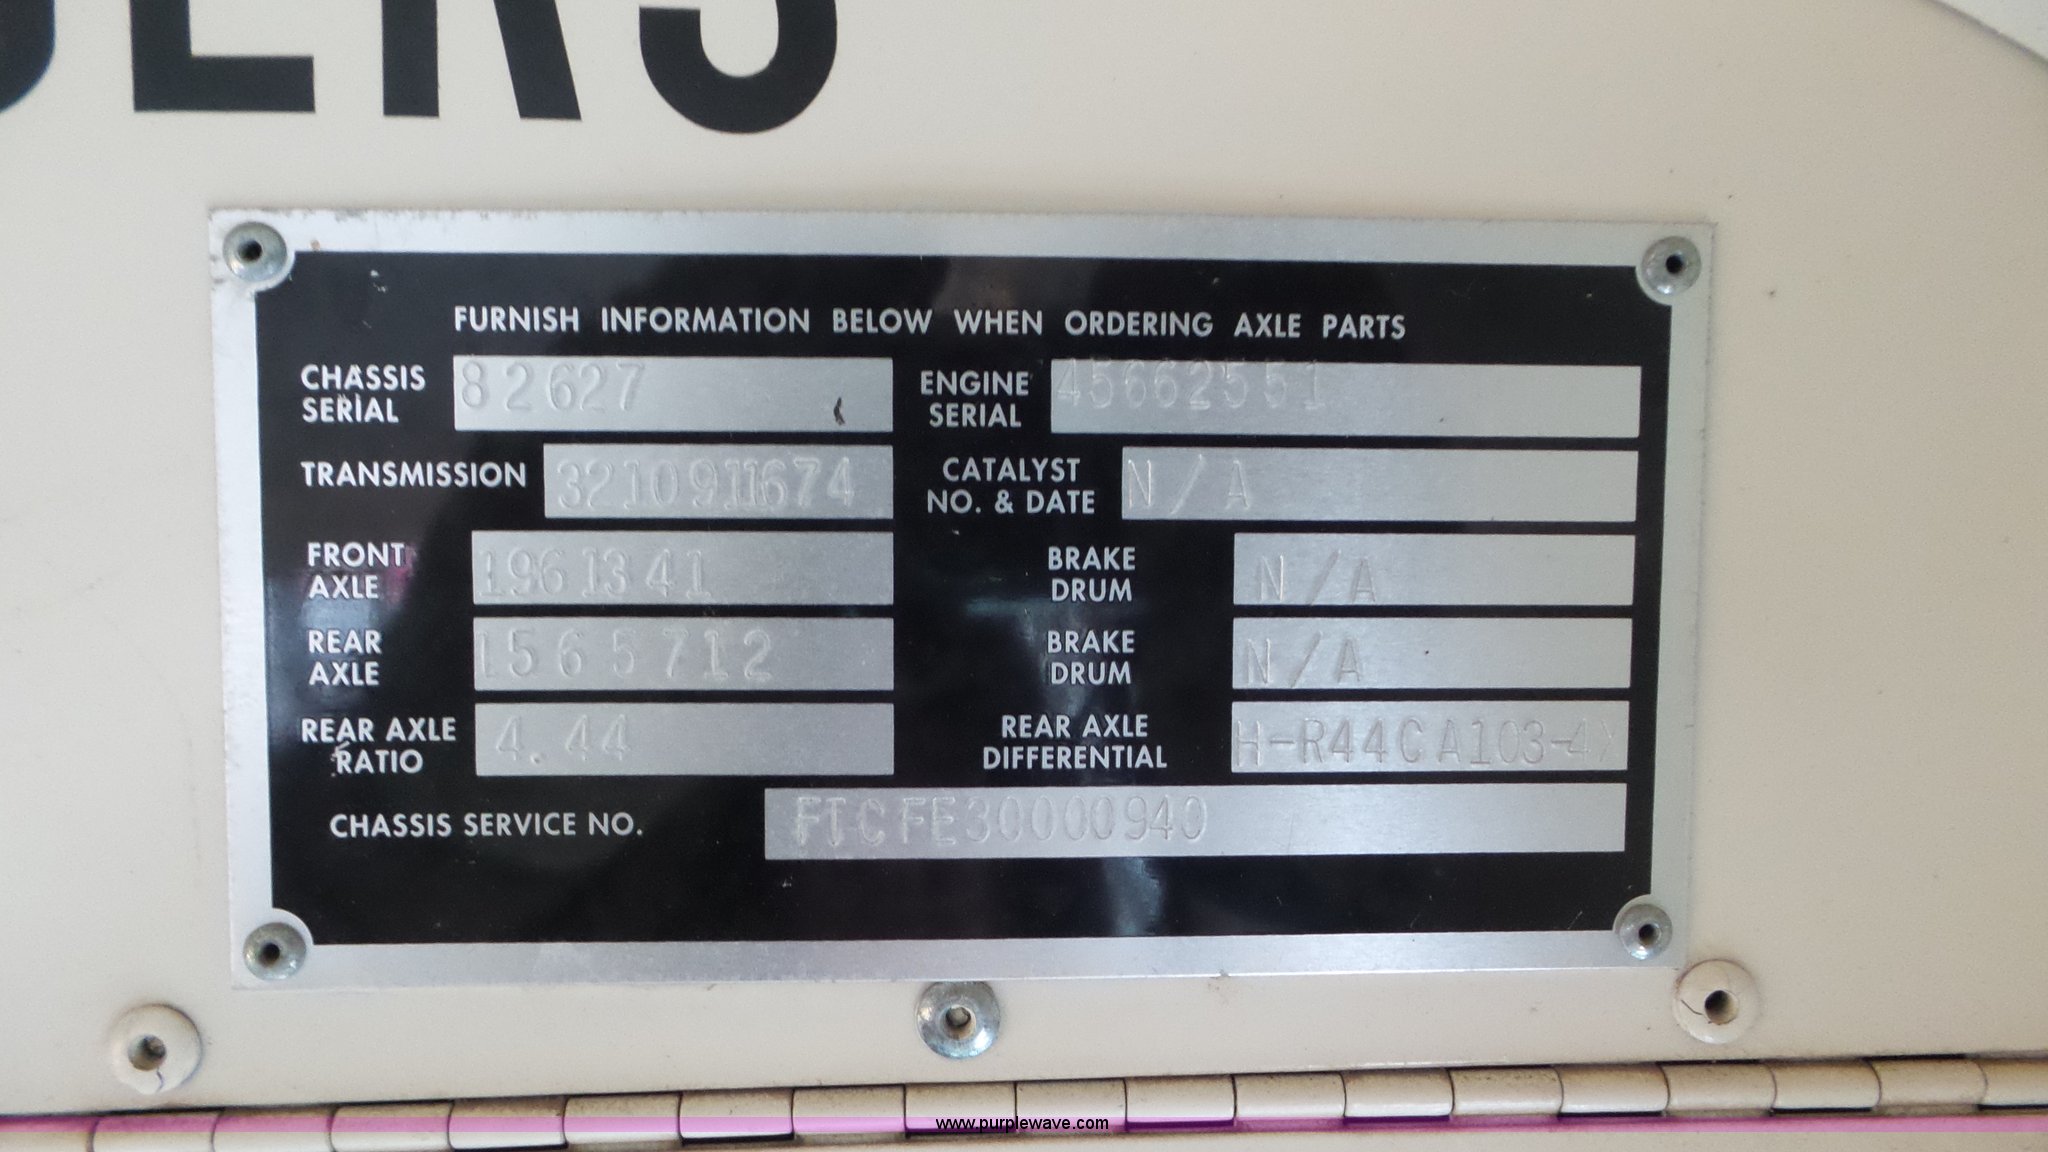 ERS
FURNISH INFORMATION BELOW WHEN ORDERING AXLE PARTS
CHASSIS SERIAL 82627 ENGINE SERIAL 45662551
TRANSMISSION 3210911674 CATALYST NO. & DATE N/A
FRONT AXLE 1961341 BRAKE DRUM N/A
REAR AXLE 1565712 BRAKE DRUM N/A
REAR AXLE RATIO 4.44 REAR AXLE DIFFERENTIAL H-R44CA103-4X
CHASSIS SERVICE NO. FTCFE30000940
www.purplewave.com